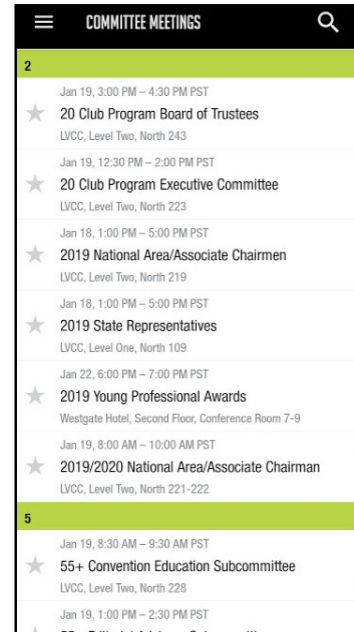 COMMITTEE MEETINGS
2
Jan 19, 3:00 PM – 4:30 PM PST
20 Club Program Board of Trustees
LVCC, Level Two, North 243
Jan 19, 12:30 PM – 2:00 PM PST
20 Club Program Executive Committee
LVCC, Level Two, North 223
Jan 18, 1:00 PM – 5:00 PM PST
2019 National Area/Associate Chairmen
LVCC, Level Two, North 219
Jan 18, 1:00 PM – 5:00 PM PST
2019 State Representatives
LVCC, Level One, North 109
Jan 22, 6:00 PM – 7:00 PM PST
2019 Young Professional Awards
Westgate Hotel, Second Floor, Conference Room 7-9
Jan 19, 8:00 AM – 10:00 AM PST
2019/2020 National Area/Associate Chairman
LVCC, Level Two, North 221-222
5
Jan 19, 8:30 AM – 9:30 AM PST
55+ Convention Education Subcommittee
LVCC, Level Two, North 228
Jan 19, 1:00 PM – 2:30 PM PST